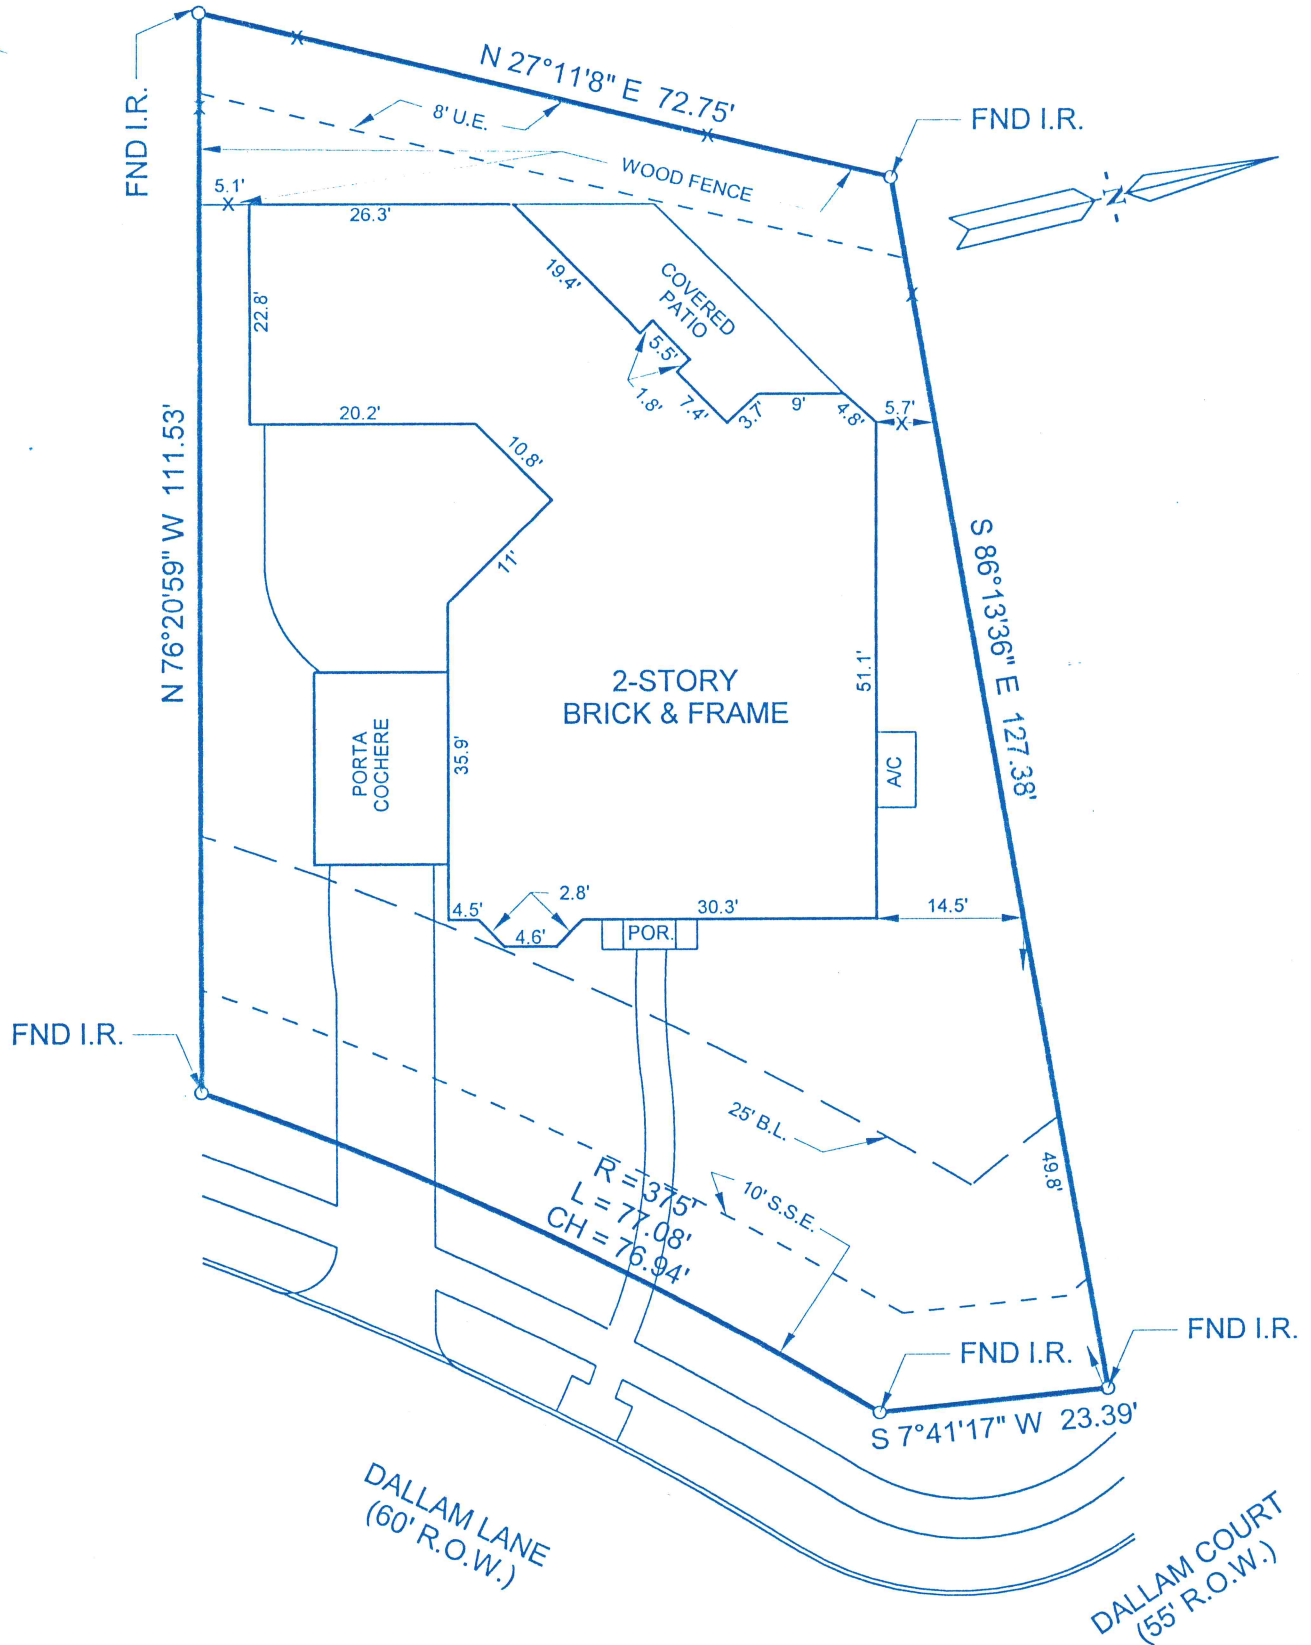 FND I.R.
N 27°11'8" E 72.75'
8' U.E.
FND I.R.
WOOD FENCE
N
5.1'
26.3'
19.4'
COVERED
PATIO
22.8'
5.5'
1.8'
7.4'
3.7'
9'
4.8'
5.7'
20.2'
10.8'
11'
N 76°20'59" W 111.53'
S 86°13'36" E 127.38'
2-STORY
BRICK & FRAME
51.1'
PORTA
COCHERE
35.9'
A/C
4.5'
2.8'
4.6'
30.3'
14.5'
POR.
FND I.R.
25' B.L.
49.8'
R = 375'
L = 77.08'
CH = 76.94'
10' S.S.E.
FND I.R.
FND I.R.
S 7°41'17" W 23.39'
DALLAM LANE
(60' R.O.W.)
DALLAM COURT
(55' R.O.W.)